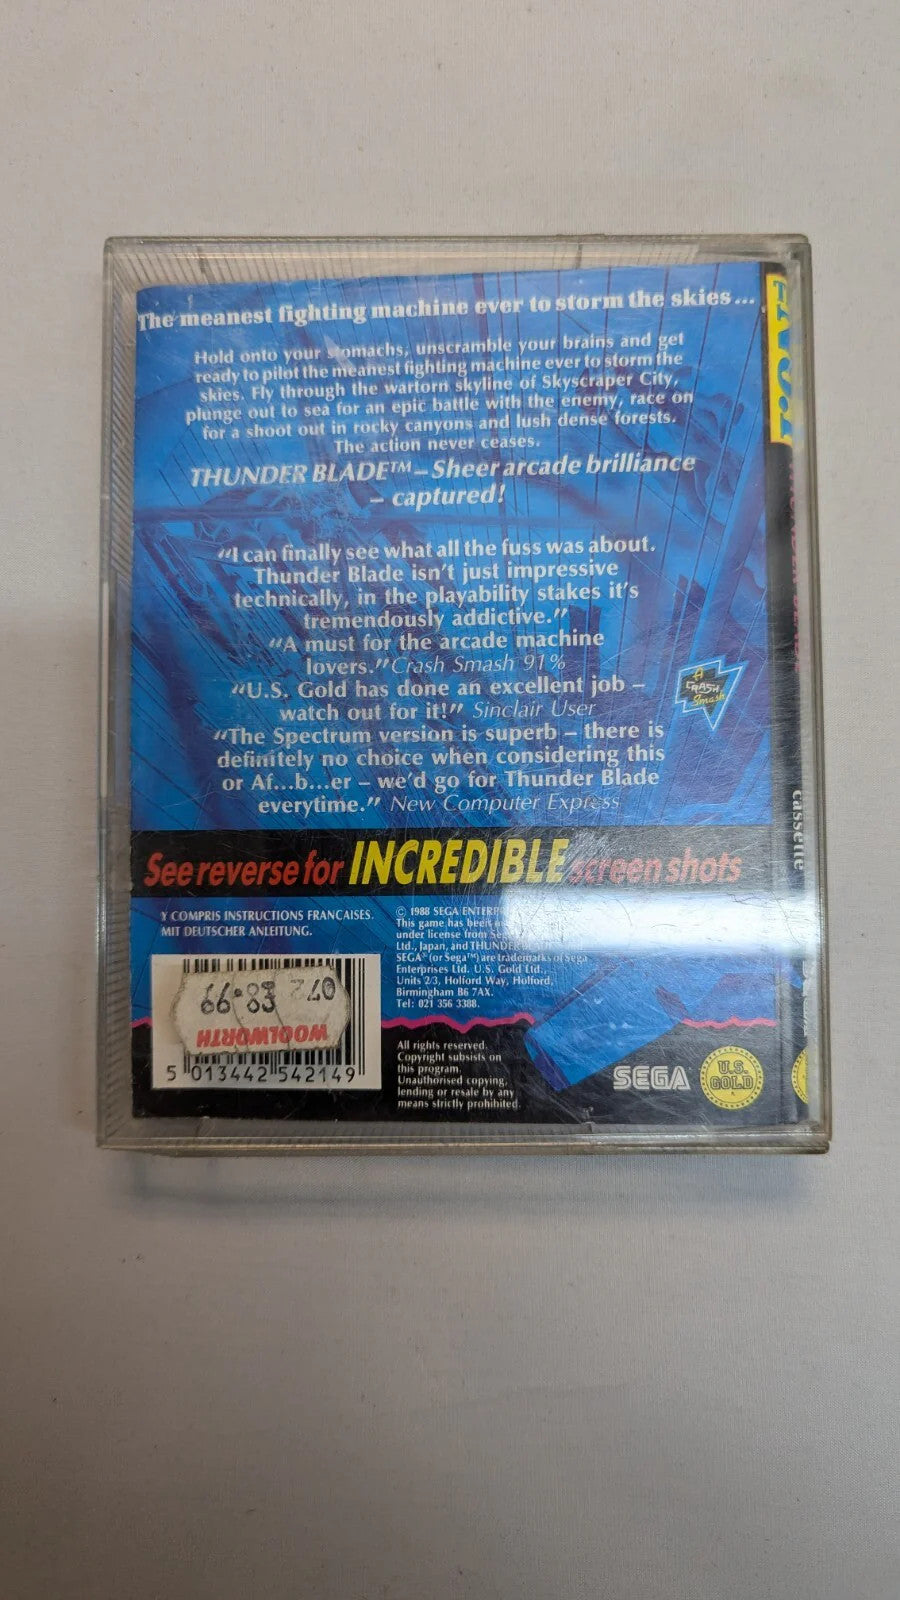 The meanest fighting machine ever to storm the skies...
Hold onto your stomachs, unscramble your brains and get
ready to pilot the meanest fighting machine ever to storm the
skies. Fly through the wartorn skyline of Skyscraper City,
plunge out to sea for an epic battle with the enemy, race on
for a shoot out in rocky canyons and lush dense forests.
The action never ceases.
THUNDER BLADE™ – Sheer arcade brilliance
– captured!
“I can finally see what all the fuss was about.
Thunder Blade isn't just impressive
technically, in the playability stakes it's
tremendously addictive.”
“A must for the arcade machine
lovers.” Crash Smash 91%
“U.S. Gold has done an excellent job –
watch out for it!” Sinclair User
“The Spectrum version is superb – there is
definitely no choice when considering this
or Af...b...er – we'd go for Thunder Blade
everytime.” New Computer Express
A
CRASH
Smash
See reverse for INCREDIBLE screen shots
Y COMPRIS INSTRUCTIONS FRANCAISES.
MIT DEUTSCHER ANLEITUNG.
© 1988 SEGA
This game has been
under license from Sega
Ltd., Japan, and THUNDER BLADE
SEGA® (or Sega™) are trademarks of Sega
Enterprises Ltd. U.S. Gold Ltd.,
Units 2/3, Holford Way, Holford,
Birmingham B6 7AX.
Tel: 021 356 3388.
All rights reserved.
Copyright subsists on
this program.
Unauthorised copying,
lending or resale by any
means strictly prohibited.
WOOLWORTH
5 013442 542149
SEGA
U.S.
GOLD
cassette